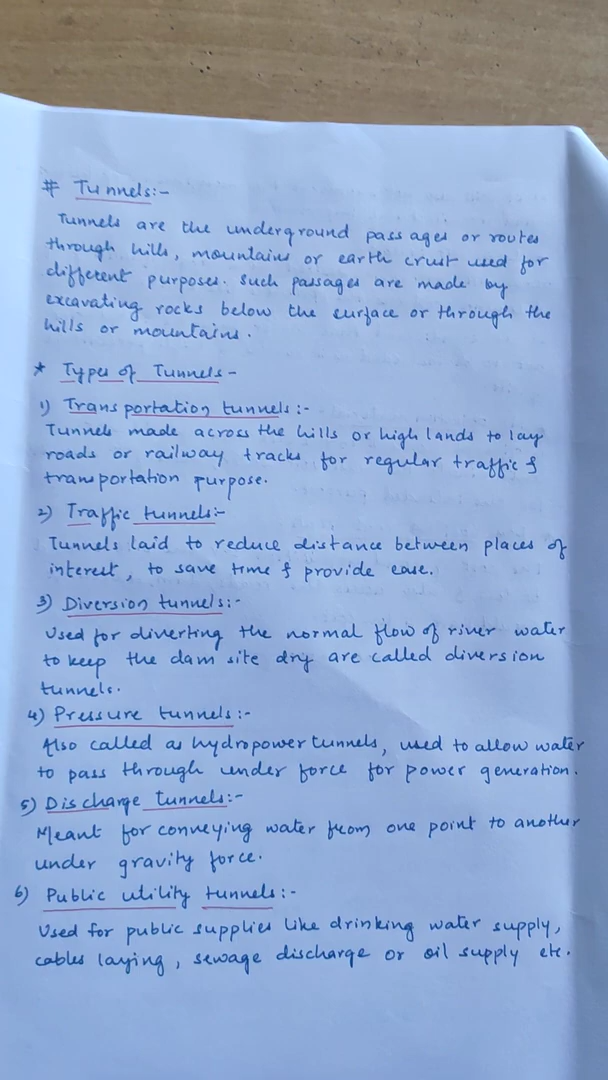 # Tunnels:-
Tunnels are the underground passages or routes
through hills, mountains or earth crust used for
different purposes. Such passages are made by
excavating rocks below the surface or through the
hills or mountains.
* Types of Tunnels -
1) Transportation tunnels:-
Tunnels made across the hills or high lands to lay
roads or railway tracks for regular traffic &
transportation purpose.
2) Traffic tunnels:-
Tunnels laid to reduce distance between places of
interest, to save time & provide ease.
3) Diversion tunnels:-
Used for diverting the normal flow of river water
to keep the dam site dry are called diversion
tunnels.
4) Pressure tunnels:-
Also called as hydropower tunnels, used to allow water
to pass through under force for power generation.
5) Discharge tunnels:-
Meant for conveying water from one point to another
under gravity force.
6) Public utility tunnels:-
Used for public supplies like drinking water supply,
cables laying, sewage discharge or oil supply etc.